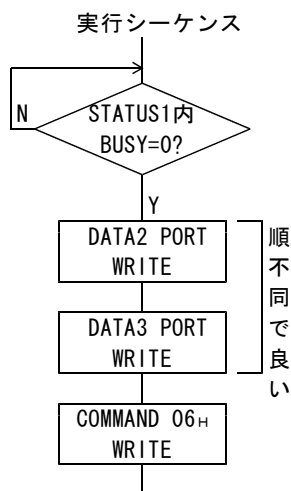 実行シーケンス
N
STATUS1内
BUSY=0?
Y
DATA2 PORT
WRITE
DATA3 PORT
WRITE
順不同で良い
COMMAND 06H
WRITE